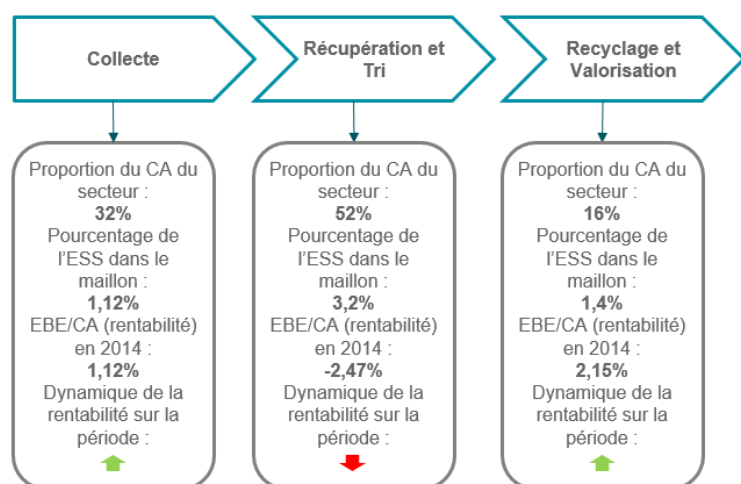 Collecte
Récupération et
Tri
Recyclage et
Valorisation
Proportion du CA du
secteur :
32%
Pourcentage de
l'ESS dans le
maillon :
1,12%
EBE/CA (rentabilité)
en 2014 :
1,12%
Dynamique de la
rentabilité sur la
période :
Proportion du CA du
secteur :
52%
Pourcentage de
l'ESS dans le
maillon :
3,2%
EBE/CA (rentabilité)
en 2014 :
-2,47%
Dynamique de la
rentabilité sur la
période :
Proportion du CA du
secteur :
16%
Pourcentage de
l'ESS dans le
maillon :
1,4%
EBE/CA (rentabilité)
en 2014 :
2,15%
Dynamique de la
rentabilité sur la
période :